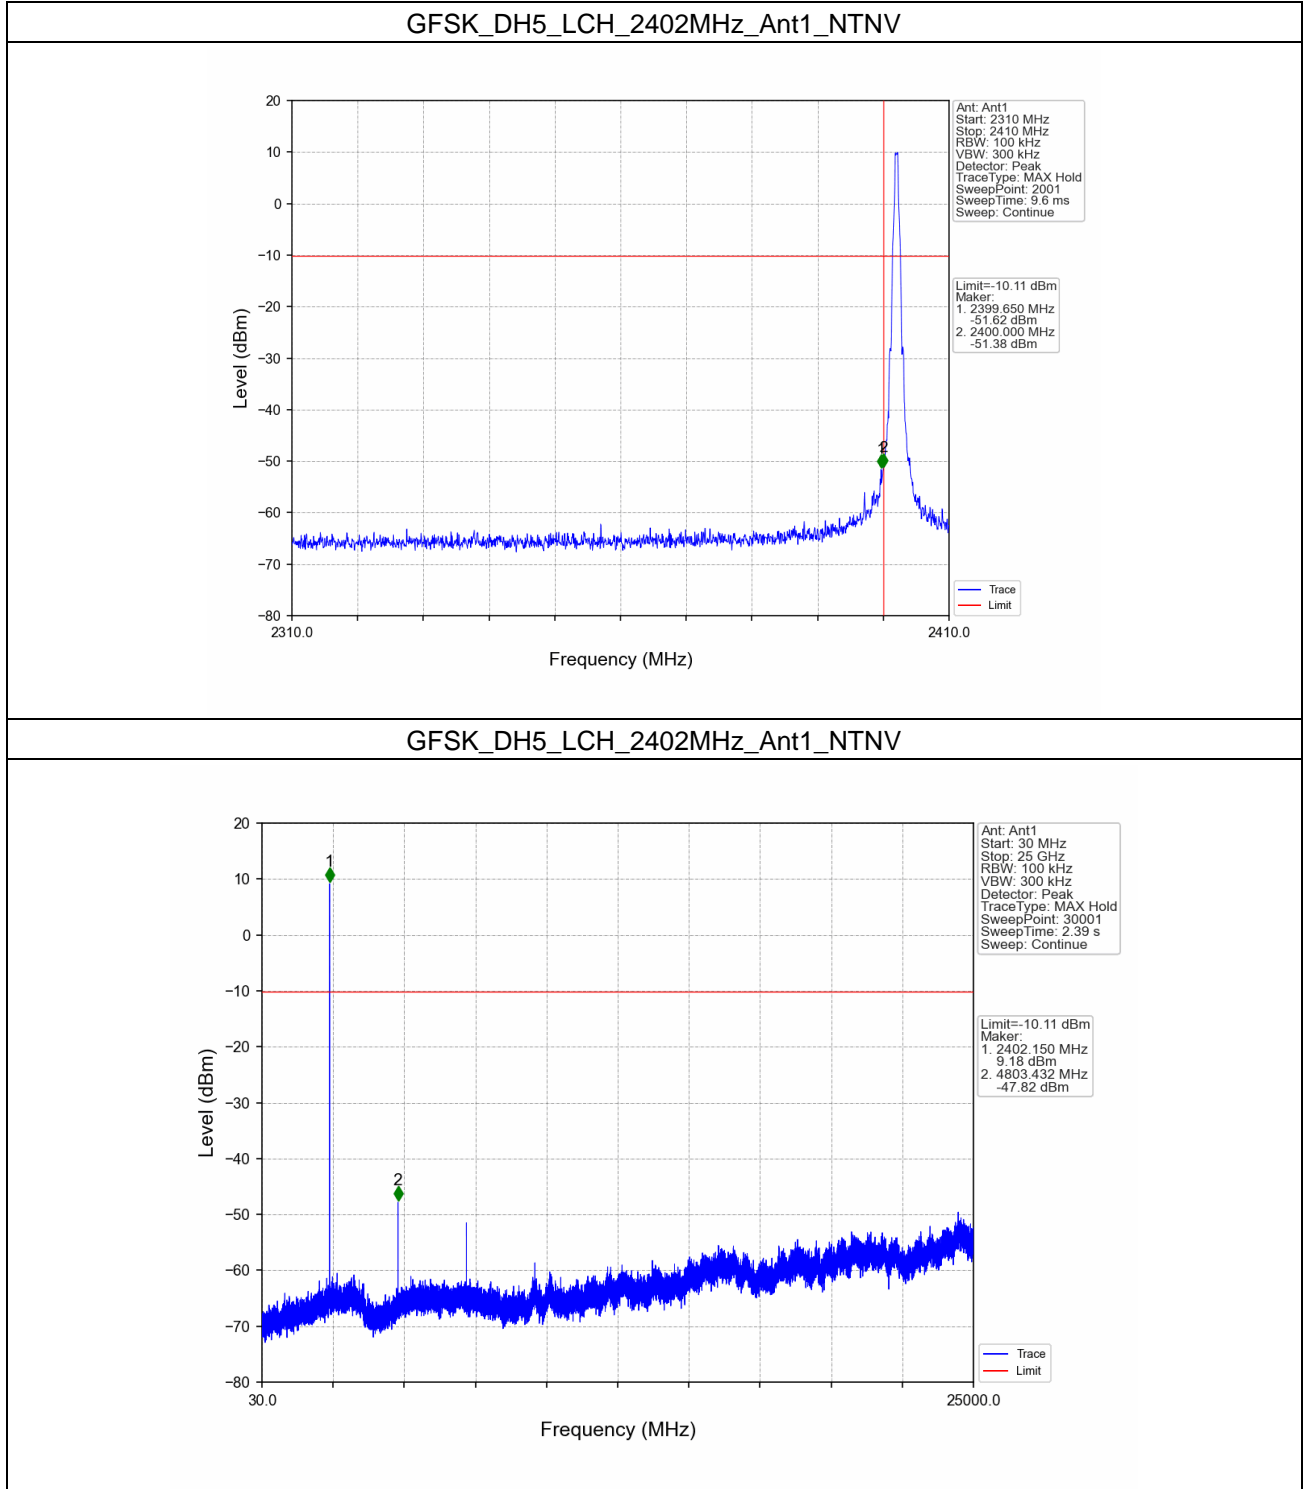 GFSK_DH5_LCH_2402MHz_Ant1_NTNV
20
10
0
−10
−20
−30
−40
−50
−60
−70
−80
Level (dBm)
2310.0
2410.0
Frequency (MHz)
1
2
Ant: Ant1
Start: 2310 MHz
Stop: 2410 MHz
RBW: 100 kHz
VBW: 300 kHz
Detector: Peak
TraceType: MAX Hold
SweepPoint: 2001
SweepTime: 9.6 ms
Sweep: Continue
Limit=-10.11 dBm
Maker:
1. 2399.650 MHz
-51.62 dBm
2. 2400.000 MHz
-51.38 dBm
Trace
Limit
GFSK_DH5_LCH_2402MHz_Ant1_NTNV
20
10
0
−10
−20
−30
−40
−50
−60
−70
−80
Level (dBm)
30.0
25000.0
Frequency (MHz)
1
2
Ant: Ant1
Start: 30 MHz
Stop: 25 GHz
RBW: 100 kHz
VBW: 300 kHz
Detector: Peak
TraceType: MAX Hold
SweepPoint: 30001
SweepTime: 2.39 s
Sweep: Continue
Limit=-10.11 dBm
Maker:
1. 2402.150 MHz
9.18 dBm
2. 4803.432 MHz
-47.82 dBm
Trace
Limit